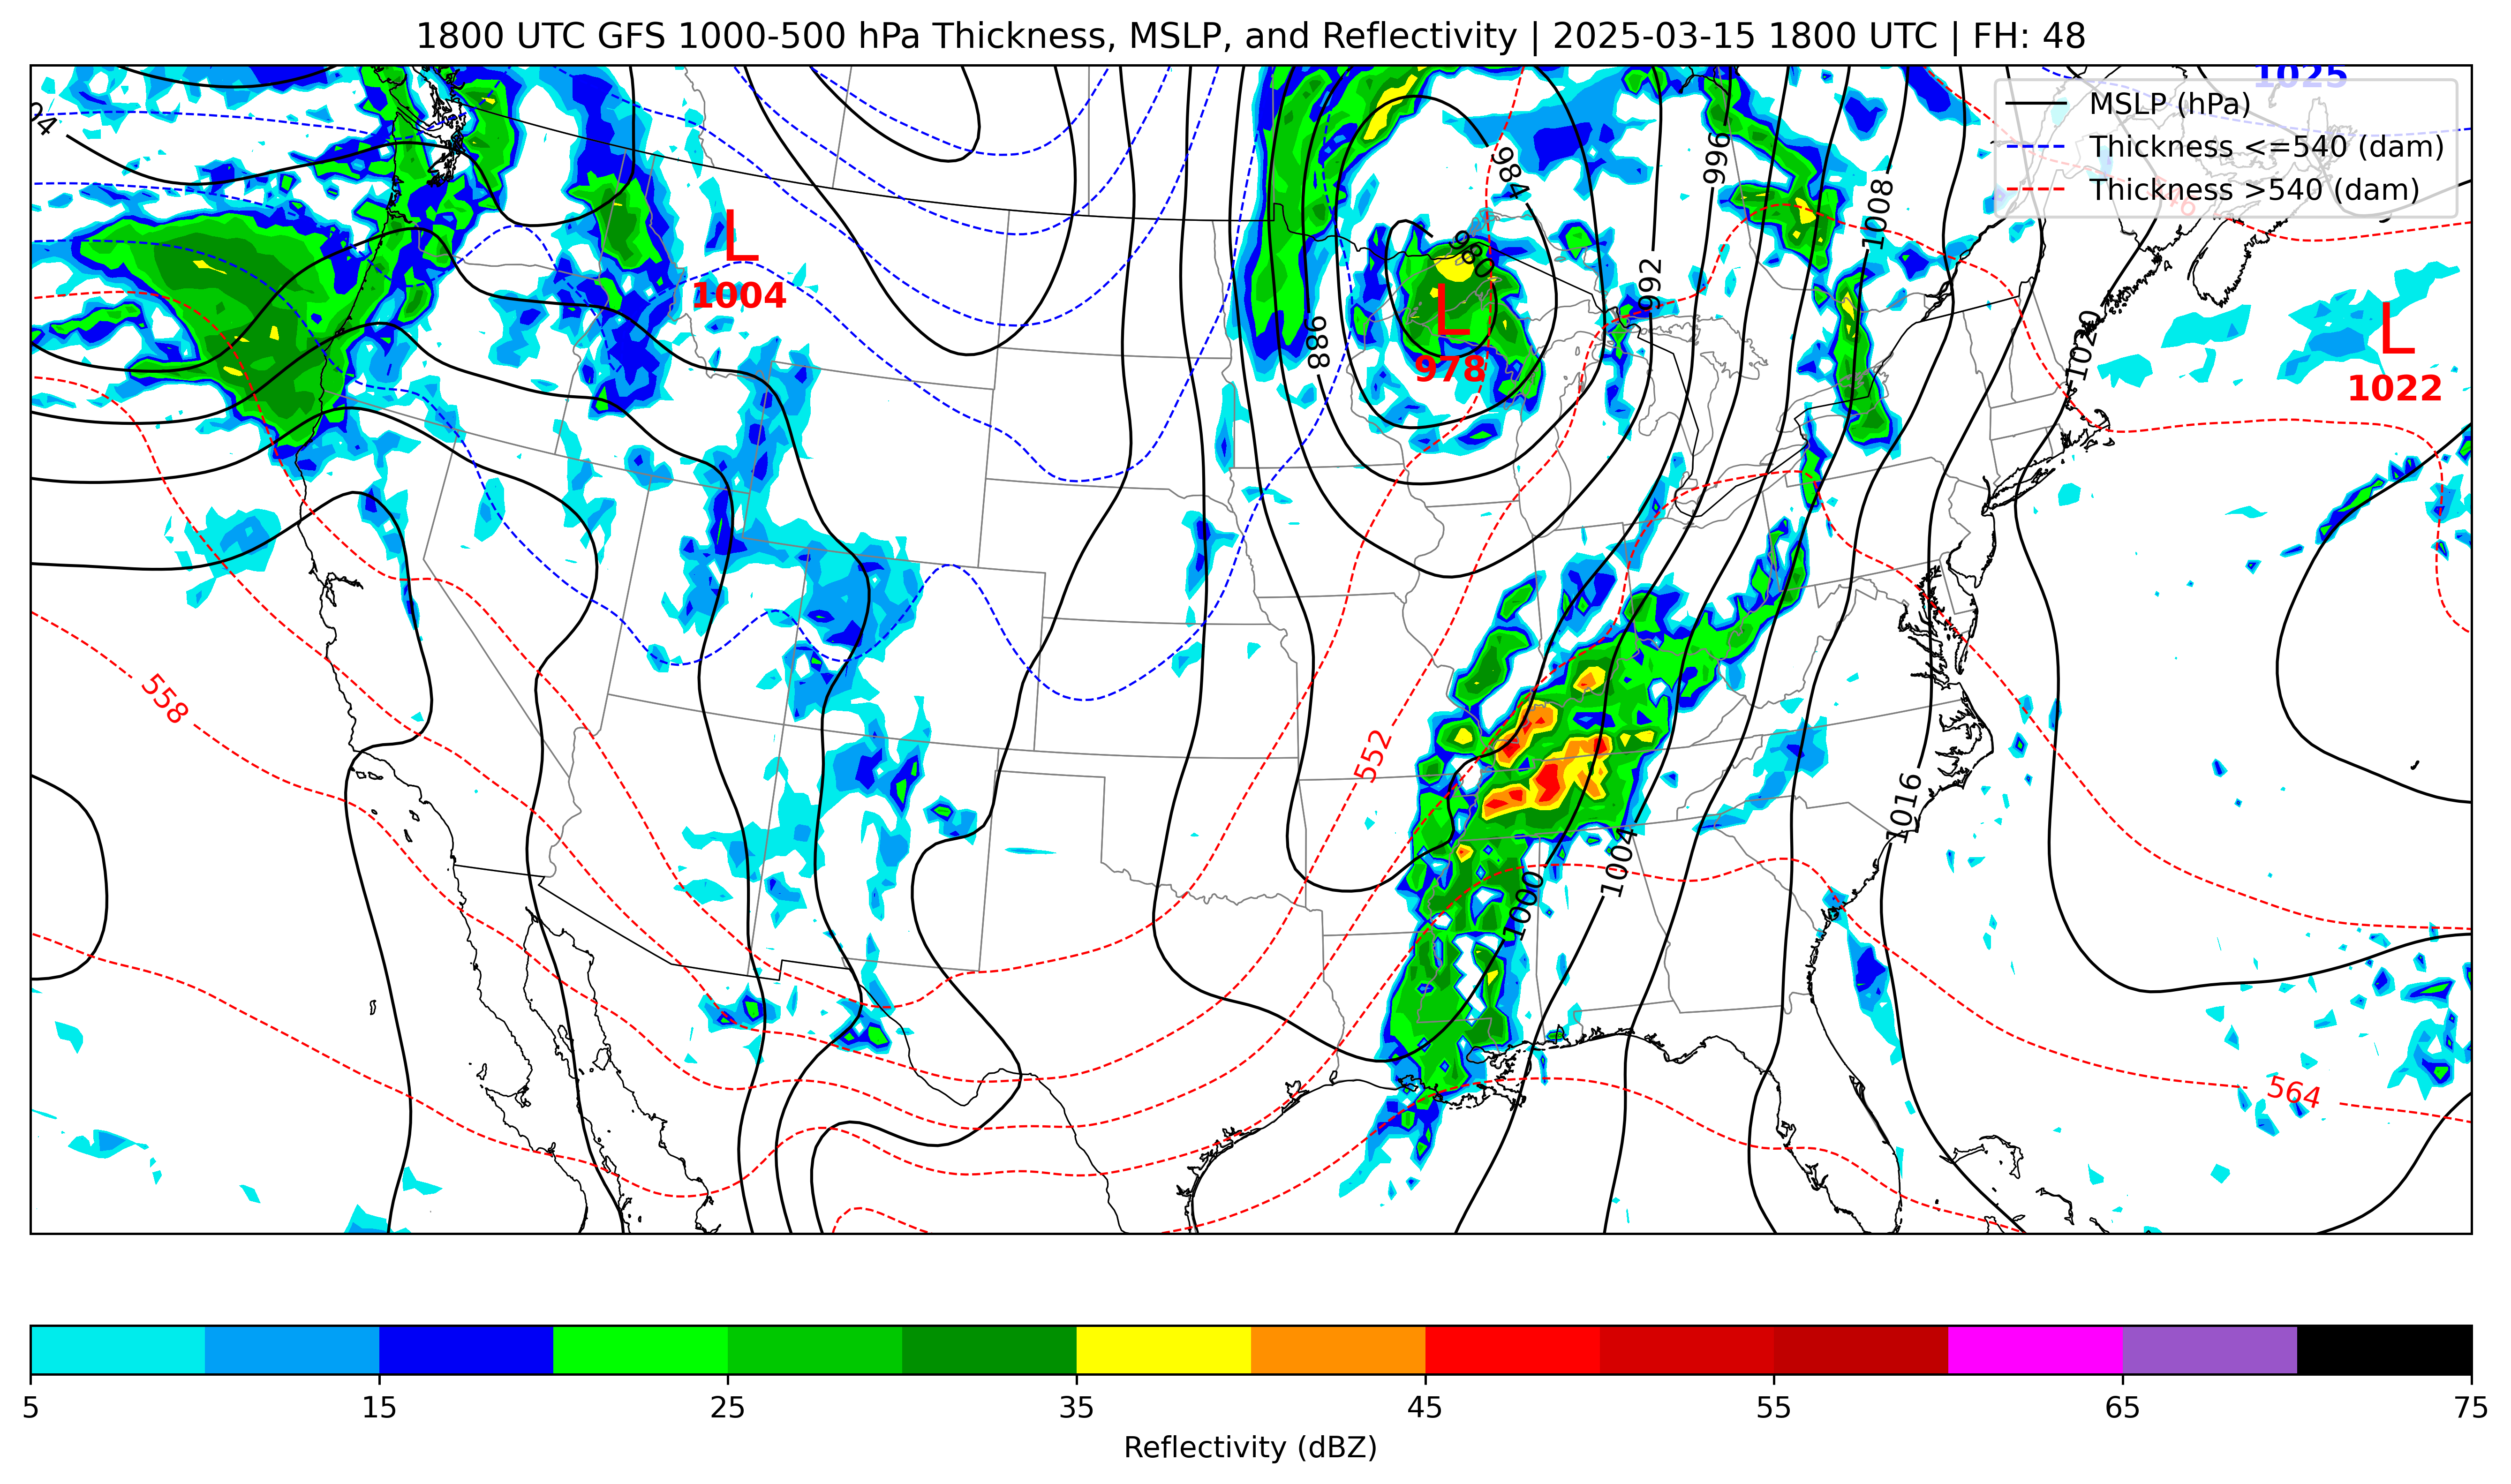 1800 UTC GFS 1000-500 hPa Thickness, MSLP, and Reflectivity | 2025-03-15 1800 UTC | FH: 48
1025
MSLP (hPa)
Thickness <=540 (dam)
Thickness >540 (dam)
546
984
996
1008
980
992
988
L
1004
L
978
L
1022
1020
558
552
1016
1004
1000
564
5 15 25 35 45 55 65 75
Reflectivity (dBZ)